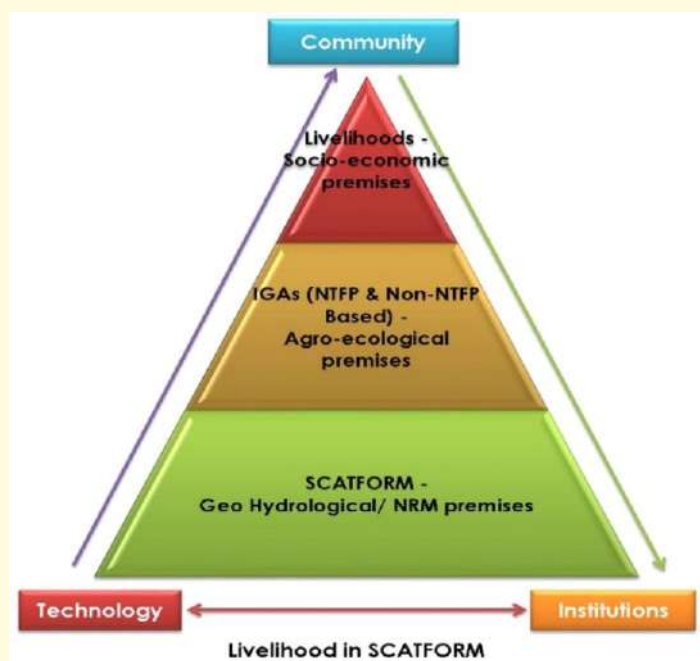 Community
Livelihoods -
Socio-economic
premises
IGAs (NTFP & Non-NTFP
Based) -
Agro-ecological
premises
SCATFORM -
Geo Hydrological/ NRM premises
Technology
Institutions
Livelihood in SCATFORM